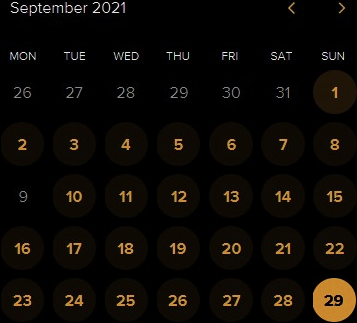 September 2021
MON TUE WED THU FRI SAT SUN
26 27 28 29 30 31 1
2 3 4 5 6 7 8
9 10 11 12 13 14 15
16 17 18 19 20 21 22
23 24 25 26 27 28 29